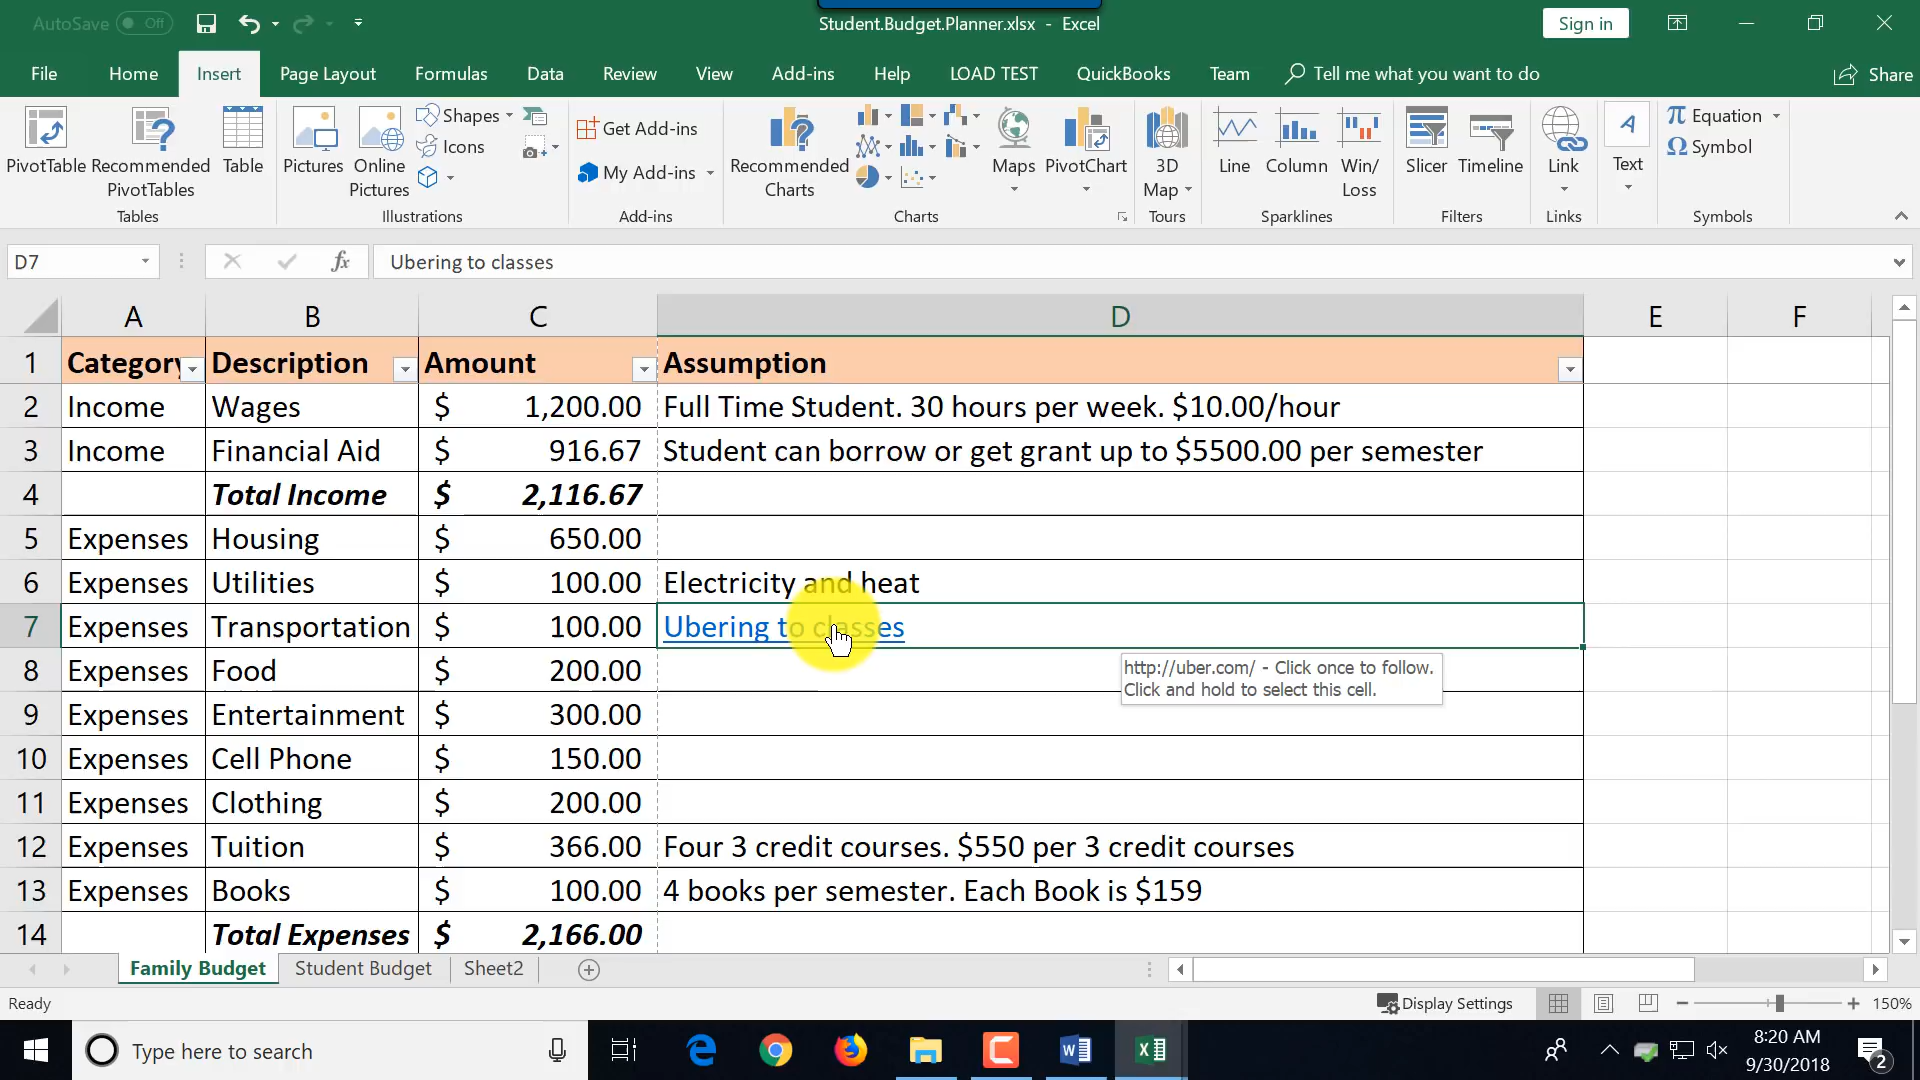 AutoSave Off
Student.Budget.Planner.xlsx - Excel
Sign in
File Home Insert Page Layout Formulas Data Review View Add-ins Help LOAD TEST QuickBooks Team Tell me what you want to do Share
PivotTable
Recommended
PivotTables
Table
Tables
Pictures
Online
Pictures
Shapes
Icons
Illustrations
Get Add-ins
My Add-ins
Add-ins
Recommended
Charts
Maps
PivotChart
Charts
3D
Map
Tours
Line
Column
Win/
Loss
Sparklines
Slicer
Timeline
Filters
Link
Links
A
Text
π Equation
Ω Symbol
Symbols
D7
fx
Ubering to classes
A B C D E F
1 Category Description Amount Assumption
2 Income Wages $ 1,200.00 Full Time Student. 30 hours per week. $10.00/hour
3 Income Financial Aid $ 916.67 Student can borrow or get grant up to $5500.00 per semester
4 Total Income $ 2,116.67
5 Expenses Housing $ 650.00
6 Expenses Utilities $ 100.00 Electricity and heat
7 Expenses Transportation $ 100.00 Ubering to classes
http://uber.com/ - Click once to follow.
Click and hold to select this cell.
8 Expenses Food $ 200.00
9 Expenses Entertainment $ 300.00
10 Expenses Cell Phone $ 150.00
11 Expenses Clothing $ 200.00
12 Expenses Tuition $ 366.00 Four 3 credit courses. $550 per 3 credit courses
13 Expenses Books $ 100.00 4 books per semester. Each Book is $159
14 Total Expenses $ 2,166.00
Family Budget Student Budget Sheet2
Ready
Display Settings
150%
Type here to search
8:20 AM
9/30/2018
2